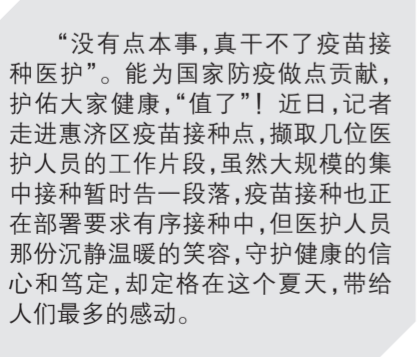 “没有点本事,真干不了疫苗接
种医护”。能为国家防疫做点贡献,
护佑大家健康,“值了”！近日,记者
走进惠济区疫苗接种点,撷取几位医
护人员的工作片段,虽然大规模的集
中接种暂时告一段落,疫苗接种也正
在部署要求有序接种中,但医护人员
那份沉静温暖的笑容,守护健康的信
心和笃定,却定格在这个夏天,带给
人们最多的感动。